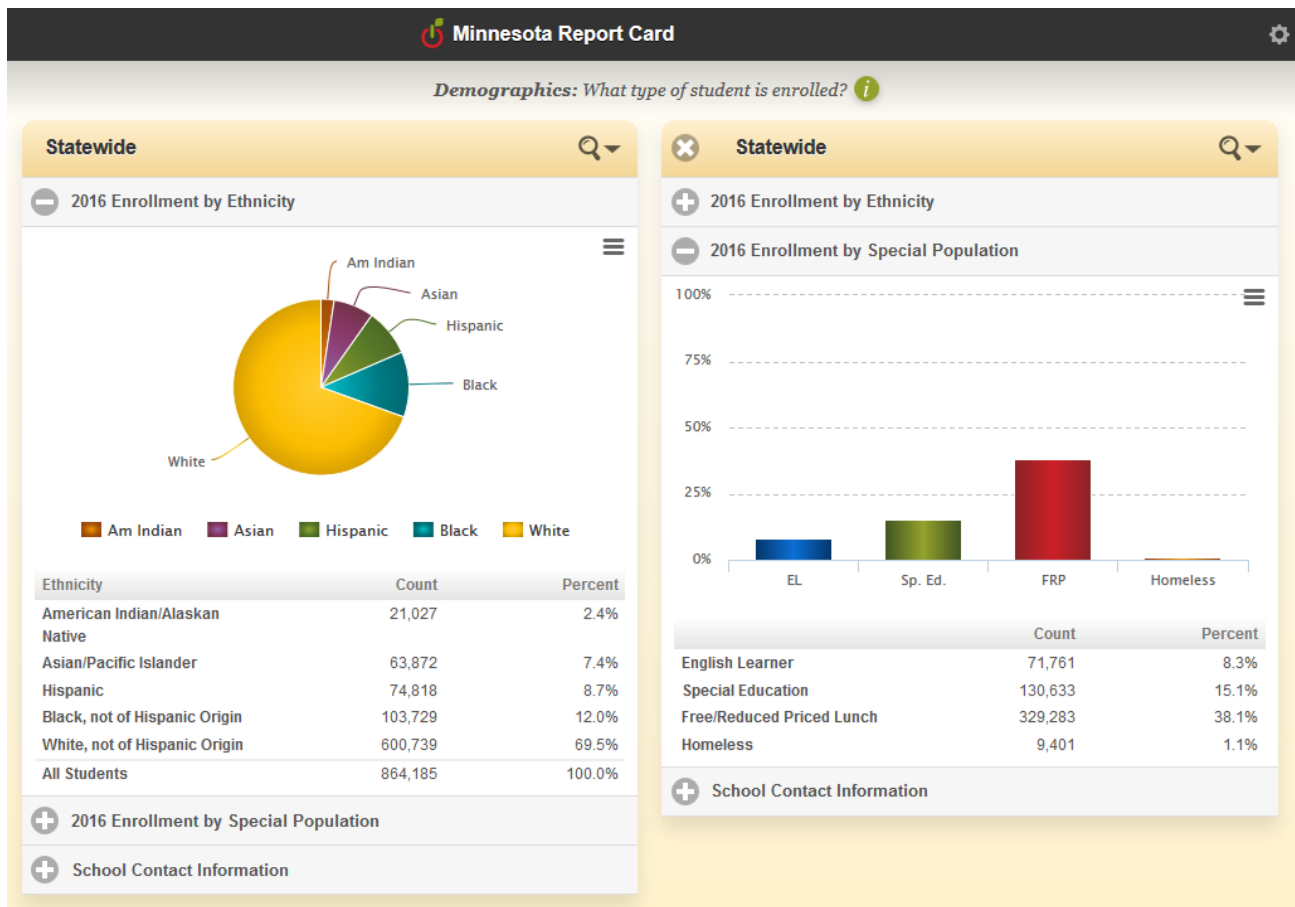 Minnesota Report Card
Demographics: What type of student is enrolled? i
Statewide
2016 Enrollment by Ethnicity
Am Indian
Asian
Hispanic
Black
White
Am Indian Asian Hispanic Black White
Ethnicity Count Percent
American Indian/Alaskan 21,027 2.4%
Native
Asian/Pacific Islander 63,872 7.4%
Hispanic 74,818 8.7%
Black, not of Hispanic Origin 103,729 12.0%
White, not of Hispanic Origin 600,739 69.5%
All Students 864,185 100.0%
2016 Enrollment by Special Population
School Contact Information
Statewide
2016 Enrollment by Ethnicity
2016 Enrollment by Special Population
100%
75%
50%
25%
0%
EL Sp. Ed. FRP Homeless
Count Percent
English Learner 71,761 8.3%
Special Education 130,633 15.1%
Free/Reduced Priced Lunch 329,283 38.1%
Homeless 9,401 1.1%
School Contact Information